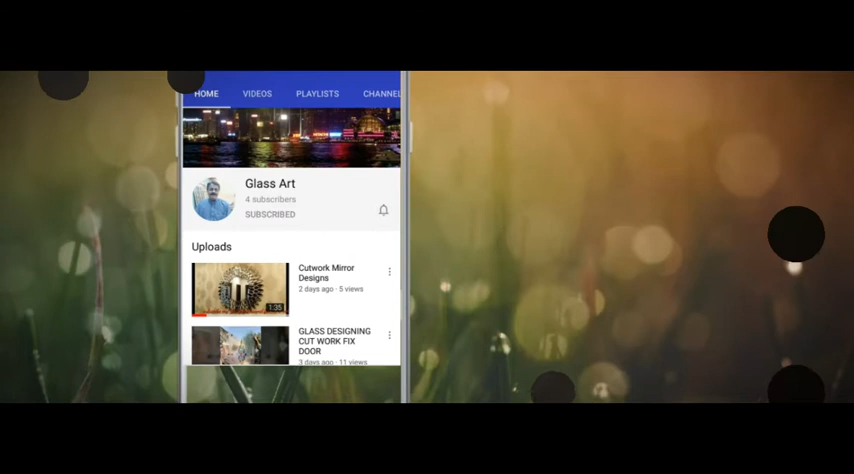 HOME VIDEOS PLAYLISTS CHANNEL
Glass Art
4 subscribers
SUBSCRIBED
Uploads
Cutwork Mirror
Designs
2 days ago · 5 views
1:35
GLASS DESIGNING
CUT WORK FIX
DOOR
3 days ago · 11 views